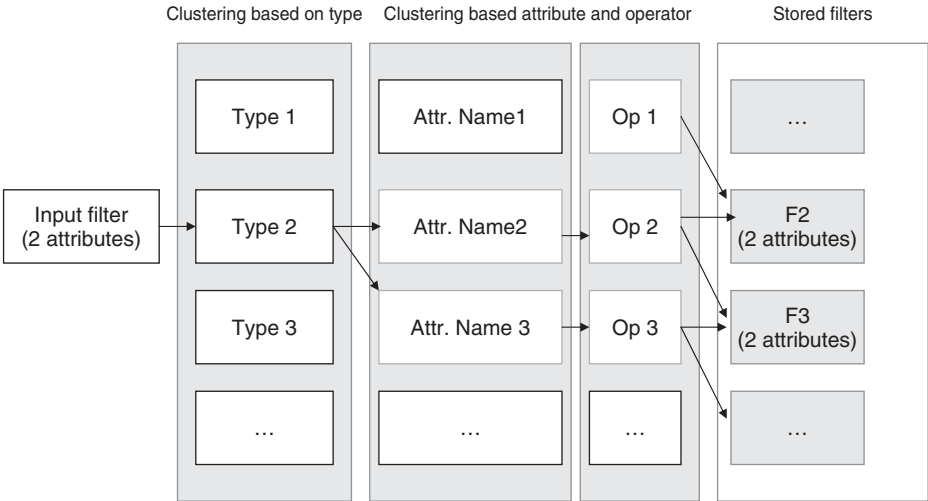 Clustering based on type
Clustering based attribute and operator
Stored filters
Type 1
Attr. Name1
Op 1
…
Input filter
(2 attributes)
Type 2
Attr. Name2
Op 2
F2
(2 attributes)
Type 3
Attr. Name 3
Op 3
F3
(2 attributes)
…
…
…
…